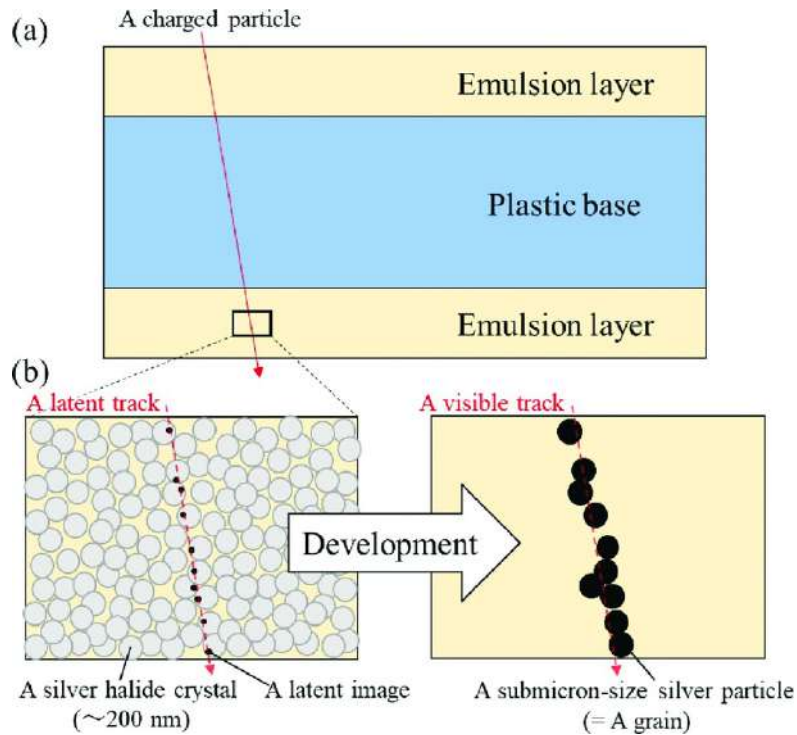 (a)
A charged particle
Emulsion layer
Plastic base
Emulsion layer
(b)
A latent track
A visible track
Development
A silver halide crystal
(～200 nm)
A latent image
A submicron-size silver particle
(= A grain)